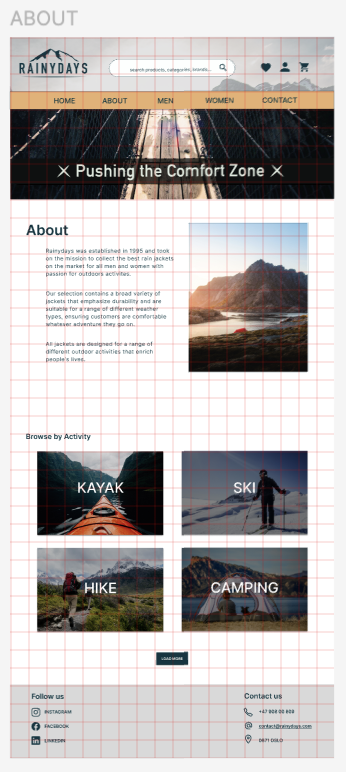 ABOUT
RAINYDAYS
search products, categories, brands...
HOME ABOUT MEN WOMEN CONTACT
Pushing the Comfort Zone
About
Rainydays was established in 1995 and took
on the mission to collect the best rain jackets
on the market for all men and women with
passion for outdoors activites.
Our selection contains a broad variety of
jackets that emphasize durability and are
suitable for a range of different weather
types, ensuring customers are comfortable
whatever adventure they go on.
All jackets are designed for a range of
different outdoor activities that enrich
people's lives.
Browse by Activity
KAYAK SKI
HIKE CAMPING
LOAD MORE
Follow us Contact us
INSTAGRAM +47 908 00 800
FACEBOOK contact@rainydays.com
LINKEDIN 0671 OSLO